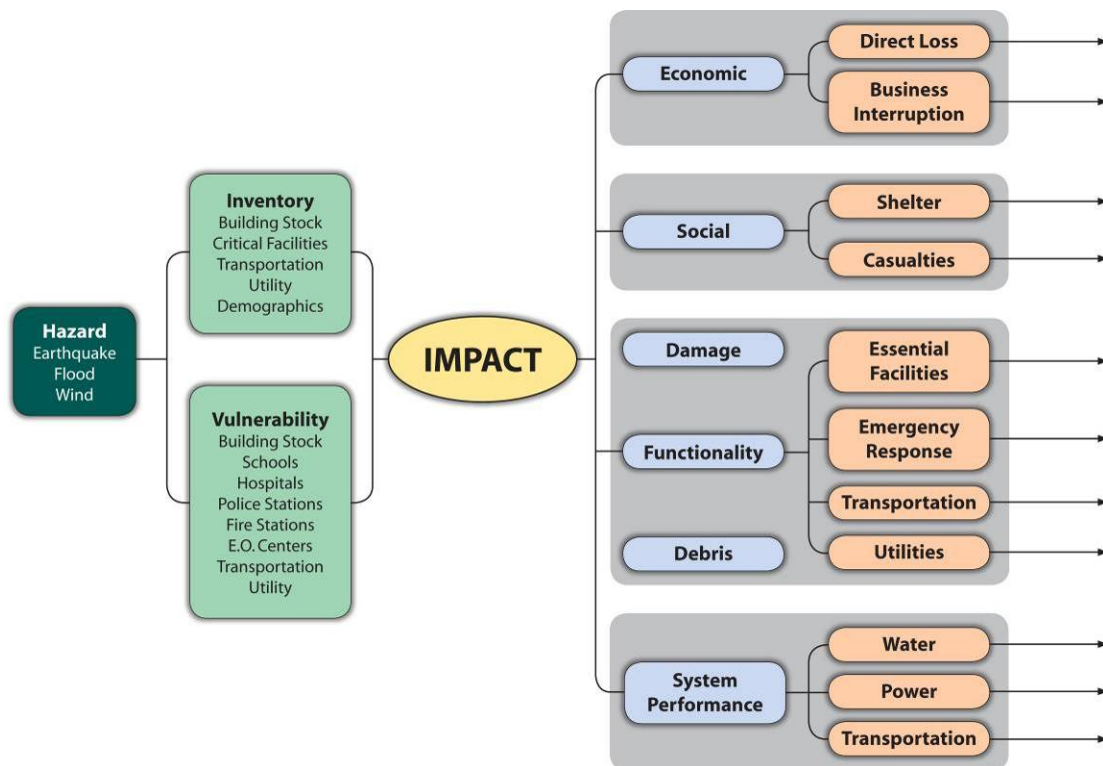 Hazard
Earthquake
Flood
Wind
Inventory
Building Stock
Critical Facilities
Transportation
Utility
Demographics
Vulnerability
Building Stock
Schools
Hospitals
Police Stations
Fire Stations
E.O. Centers
Transportation
Utility
IMPACT
Economic
Direct Loss
Business
Interruption
Social
Shelter
Casualties
Damage
Functionality
Debris
Essential
Facilities
Emergency
Response
Transportation
Utilities
System
Performance
Water
Power
Transportation